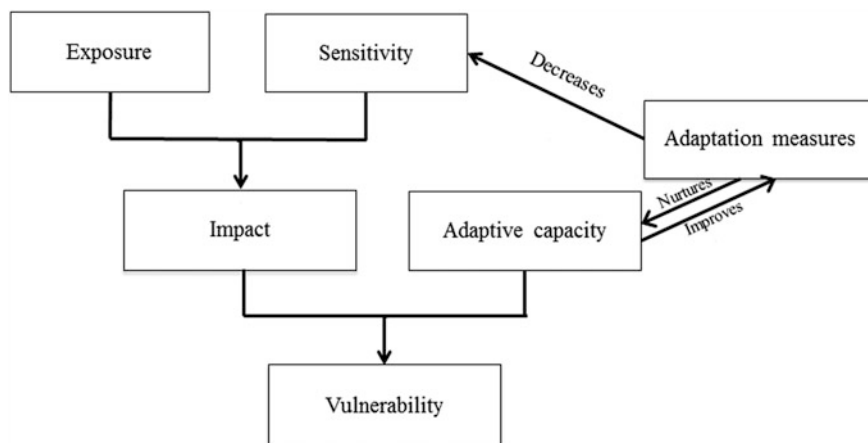 Exposure
Sensitivity
Decreases
Adaptation measures
Nurtures
Improves
Impact
Adaptive capacity
Vulnerability